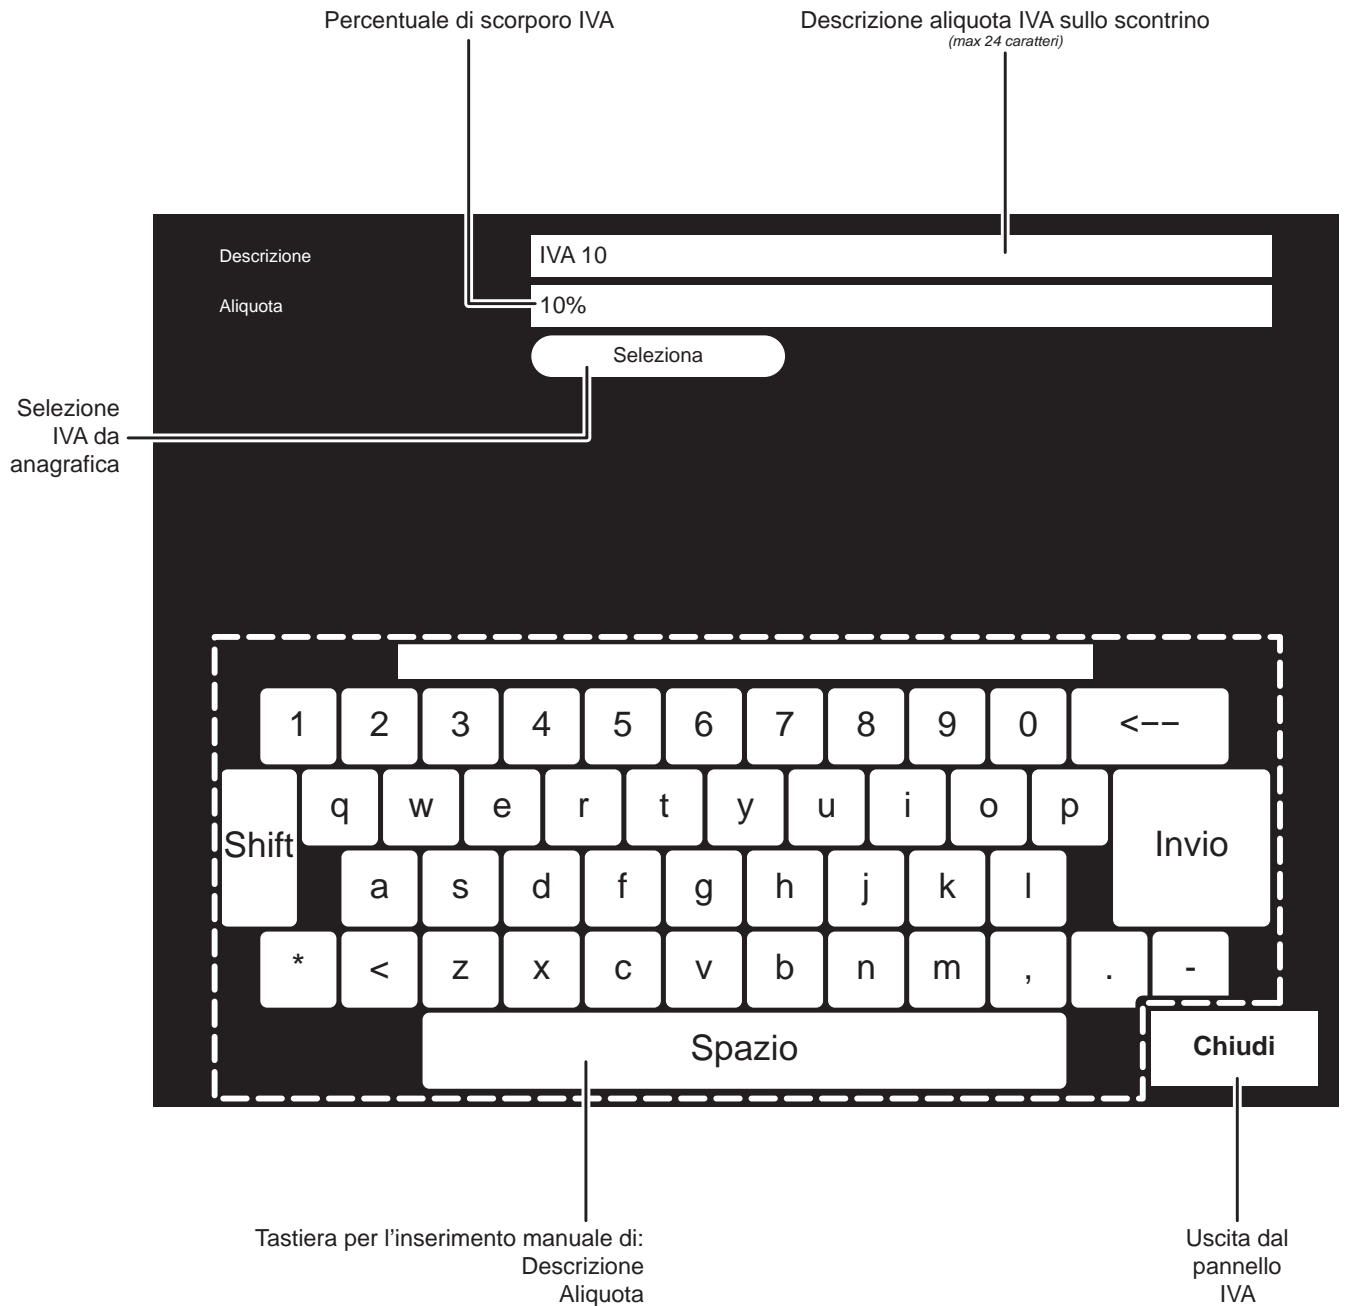 Percentuale di scorporo IVA
Descrizione aliquota IVA sullo scontrino
(max 24 caratteri)
Descrizione
IVA 10
Aliquota
10%
Seleziona
Selezione
IVA da
anagrafica
1 2 3 4 5 6 7 8 9 0 <−−
q w e r t y u i o p
Shift
Invio
a s d f g h j k l
* < z x c v b n m , . -
Spazio
Chiudi
Tastiera per l'inserimento manuale di:
Descrizione
Aliquota
Uscita dal
pannello
IVA